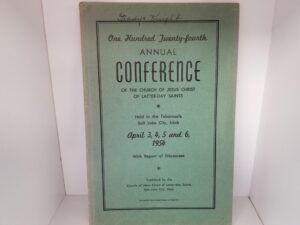 Gladys Knight
One Hundred Twenty-fourth
ANNUAL
CONFERENCE
OF THE CHURCH OF JESUS CHRIST
OF LATTER-DAY SAINTS
Held in the Tabernacle
Salt Lake City, Utah
April 3, 4, 5 and 6,
1954
With Report of Discourses
Published by the
Church of Jesus Christ of Latter-day Saints
Salt Lake City, Utah